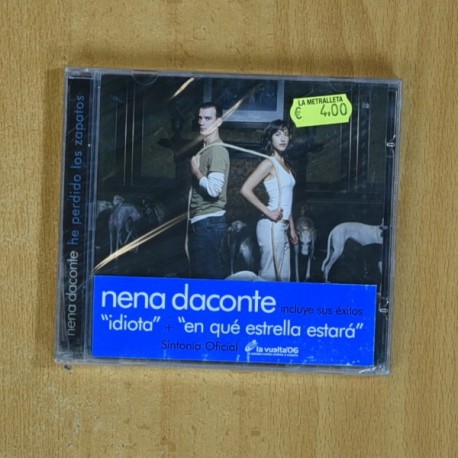 LA METRALLETA
€ 4.00
nena daconte he perdido los zapatos
nena daconte incluye sus éxitos
"idiota" + "en qué estrella estará"
Sintonía Oficial la vuelta'06